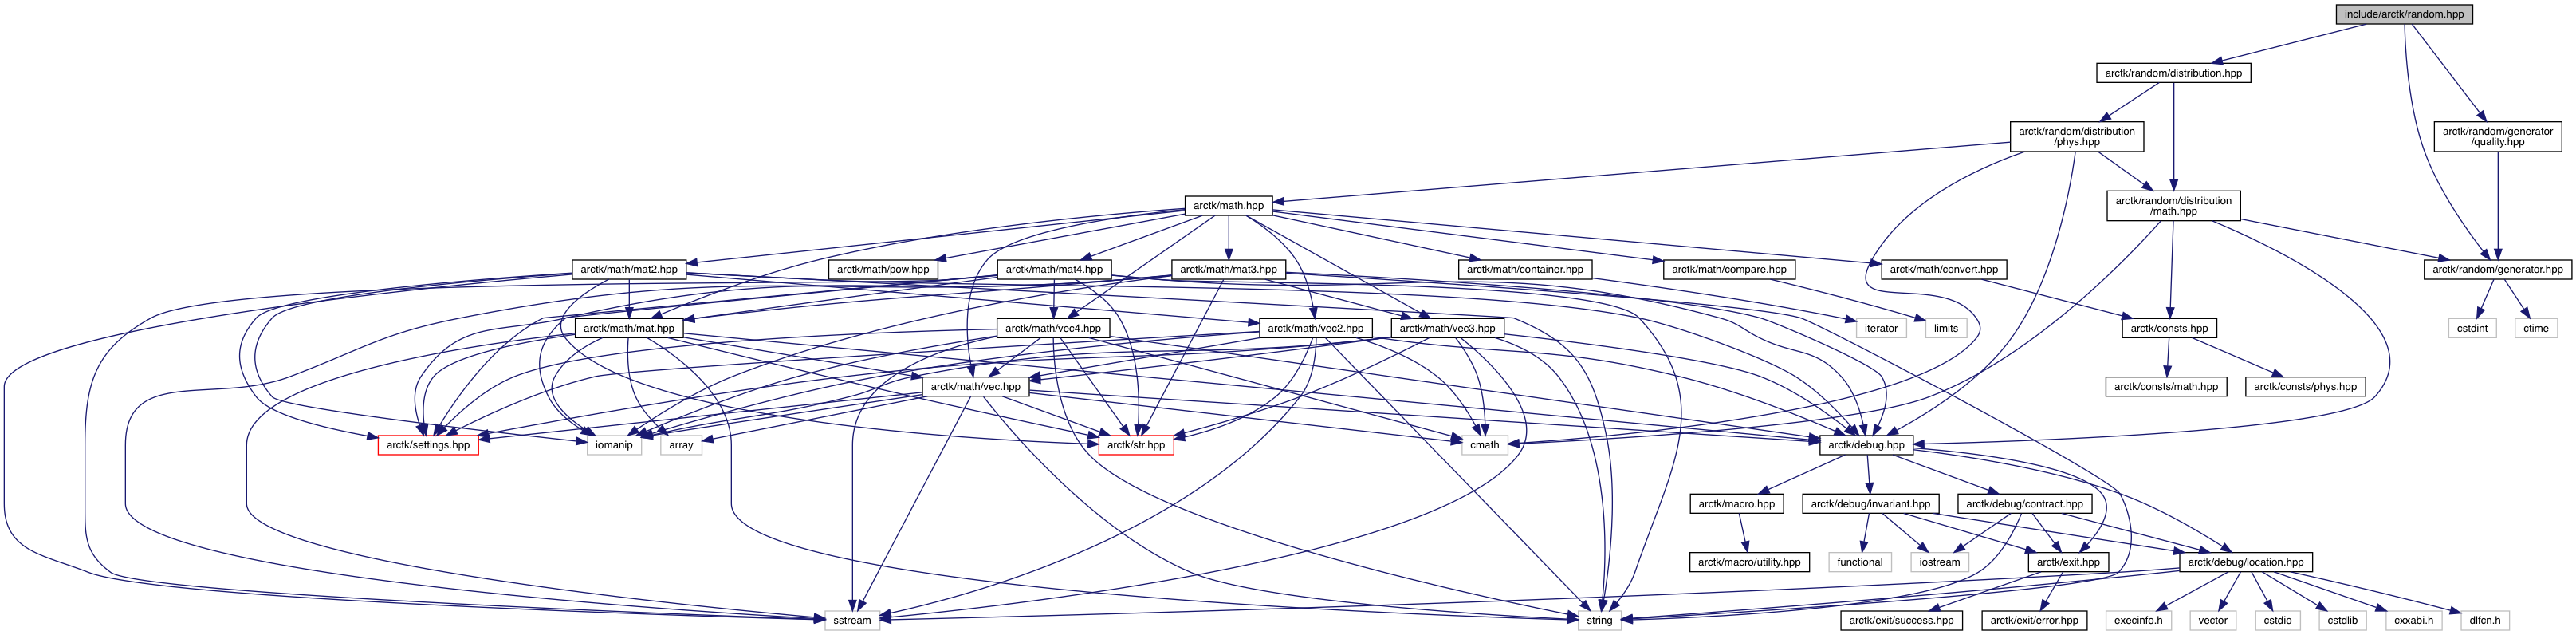 include/arctk/random.hpp
arctk/random/distribution.hpp
arctk/random/distribution
/phys.hpp
arctk/random/generator
/quality.hpp
arctk/math.hpp
arctk/random/distribution
/math.hpp
arctk/math/mat2.hpp
arctk/math/pow.hpp
arctk/math/mat4.hpp
arctk/math/mat3.hpp
arctk/math/container.hpp
arctk/math/compare.hpp
arctk/math/convert.hpp
arctk/random/generator.hpp
arctk/math/mat.hpp
arctk/math/vec4.hpp
arctk/math/vec2.hpp
arctk/math/vec3.hpp
iterator
limits
arctk/consts.hpp
cstdint
ctime
arctk/math/vec.hpp
arctk/consts/math.hpp
arctk/consts/phys.hpp
arctk/settings.hpp
iomanip
array
arctk/str.hpp
cmath
arctk/debug.hpp
arctk/macro.hpp
arctk/debug/invariant.hpp
arctk/debug/contract.hpp
arctk/macro/utility.hpp
functional
iostream
arctk/exit.hpp
arctk/debug/location.hpp
sstream
string
arctk/exit/success.hpp
arctk/exit/error.hpp
execinfo.h
vector
cstdio
cstdlib
cxxabi.h
dlfcn.h